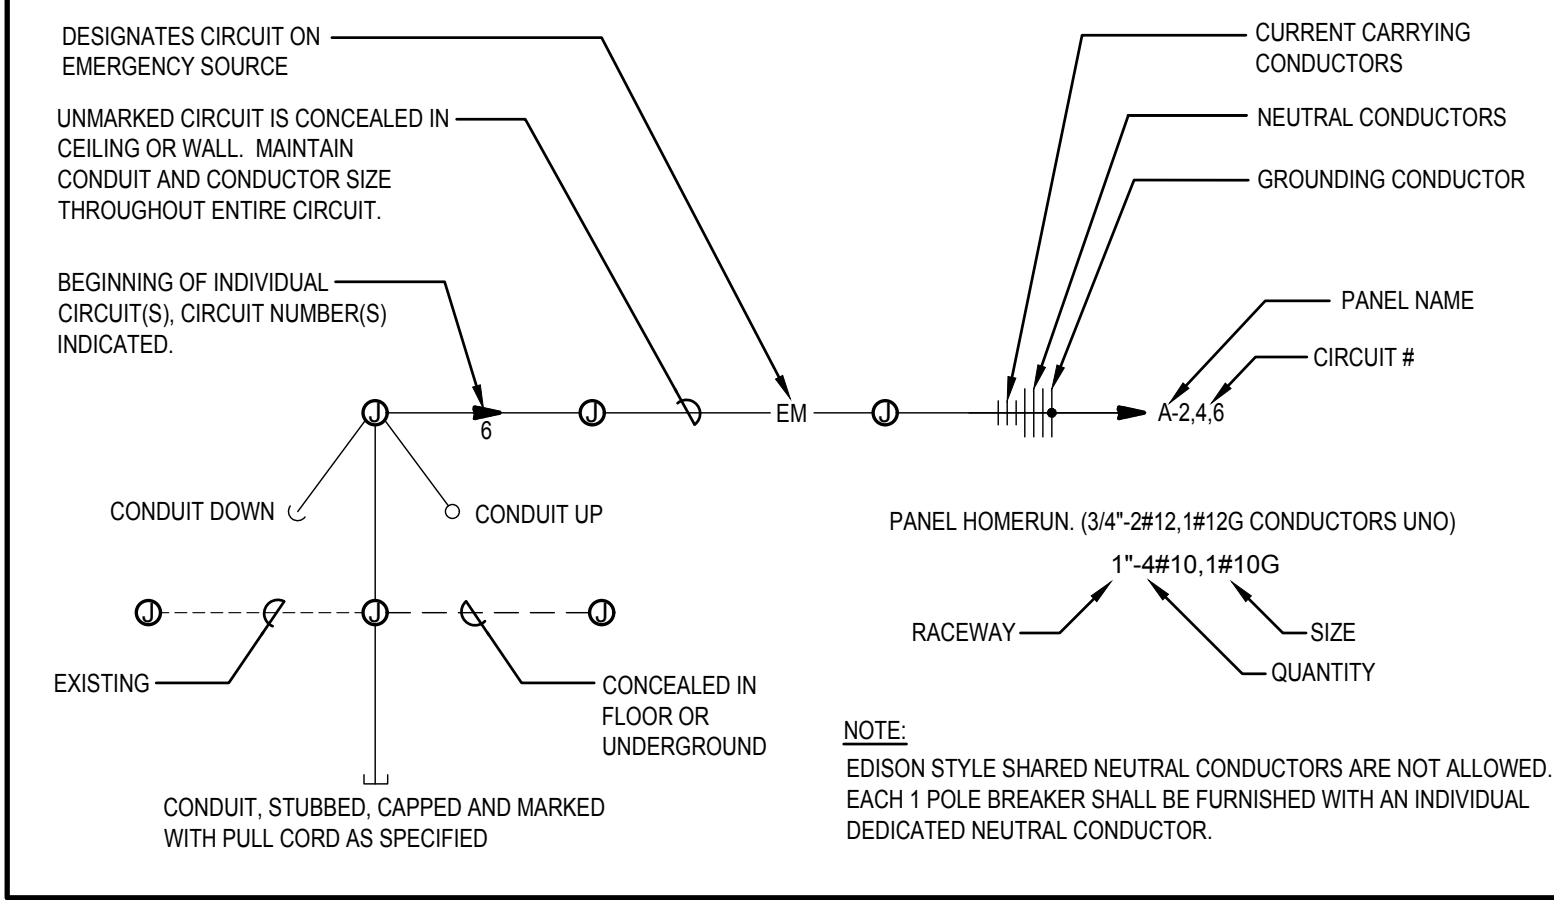 DESIGNATES CIRCUIT ON
EMERGENCY SOURCE
UNMARKED CIRCUIT IS CONCEALED IN
CEILING OR WALL. MAINTAIN
CONDUIT AND CONDUCTOR SIZE
THROUGHOUT ENTIRE CIRCUIT.
BEGINNING OF INDIVIDUAL
CIRCUIT(S), CIRCUIT NUMBER(S)
INDICATED.
CURRENT CARRYING
CONDUCTORS
NEUTRAL CONDUCTORS
GROUNDING CONDUCTOR
PANEL NAME
CIRCUIT #
J
6
J
EM
J
A-2,4,6
CONDUIT DOWN
CONDUIT UP
J
J
J
EXISTING
CONCEALED IN
FLOOR OR
UNDERGROUND
CONDUIT, STUBBED, CAPPED AND MARKED
WITH PULL CORD AS SPECIFIED
PANEL HOMERUN. (3/4"-2#12,1#12G CONDUCTORS UNO)
1"-4#10,1#10G
RACEWAY
SIZE
QUANTITY
NOTE:
EDISON STYLE SHARED NEUTRAL CONDUCTORS ARE NOT ALLOWED.
EACH 1 POLE BREAKER SHALL BE FURNISHED WITH AN INDIVIDUAL
DEDICATED NEUTRAL CONDUCTOR.